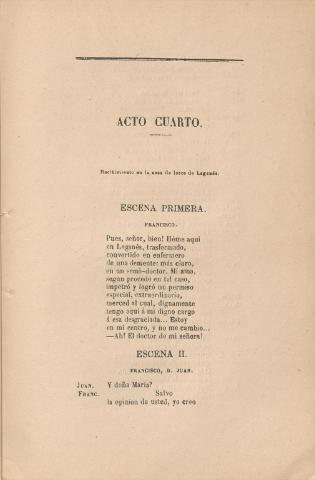 ACTO CUARTO.
Recibimiento en la casa de locos de Leganés.
ESCENA PRIMERA.
FRANCISCO.
Pues, señor, bien! Héme aquí
en Leganés, trasformado,
convertido en enfermero
de una demente: más claro,
en un semi-doctor. Mi ama,
segun procede en tal caso,
impetró y logró un permiso
especial, extraordinario,
merced al cual, dignamente
tengo aquí á mi digno cargo
á esa desgraciada... Estoy
en mi centro, y no me cambio...
—Ah! El doctor de mi señora!
ESCENA II.
FRANCISCO, D. JUAN.
JUAN. Y doña María?
FRANC. Salvo
la opinion de usted, yo creo